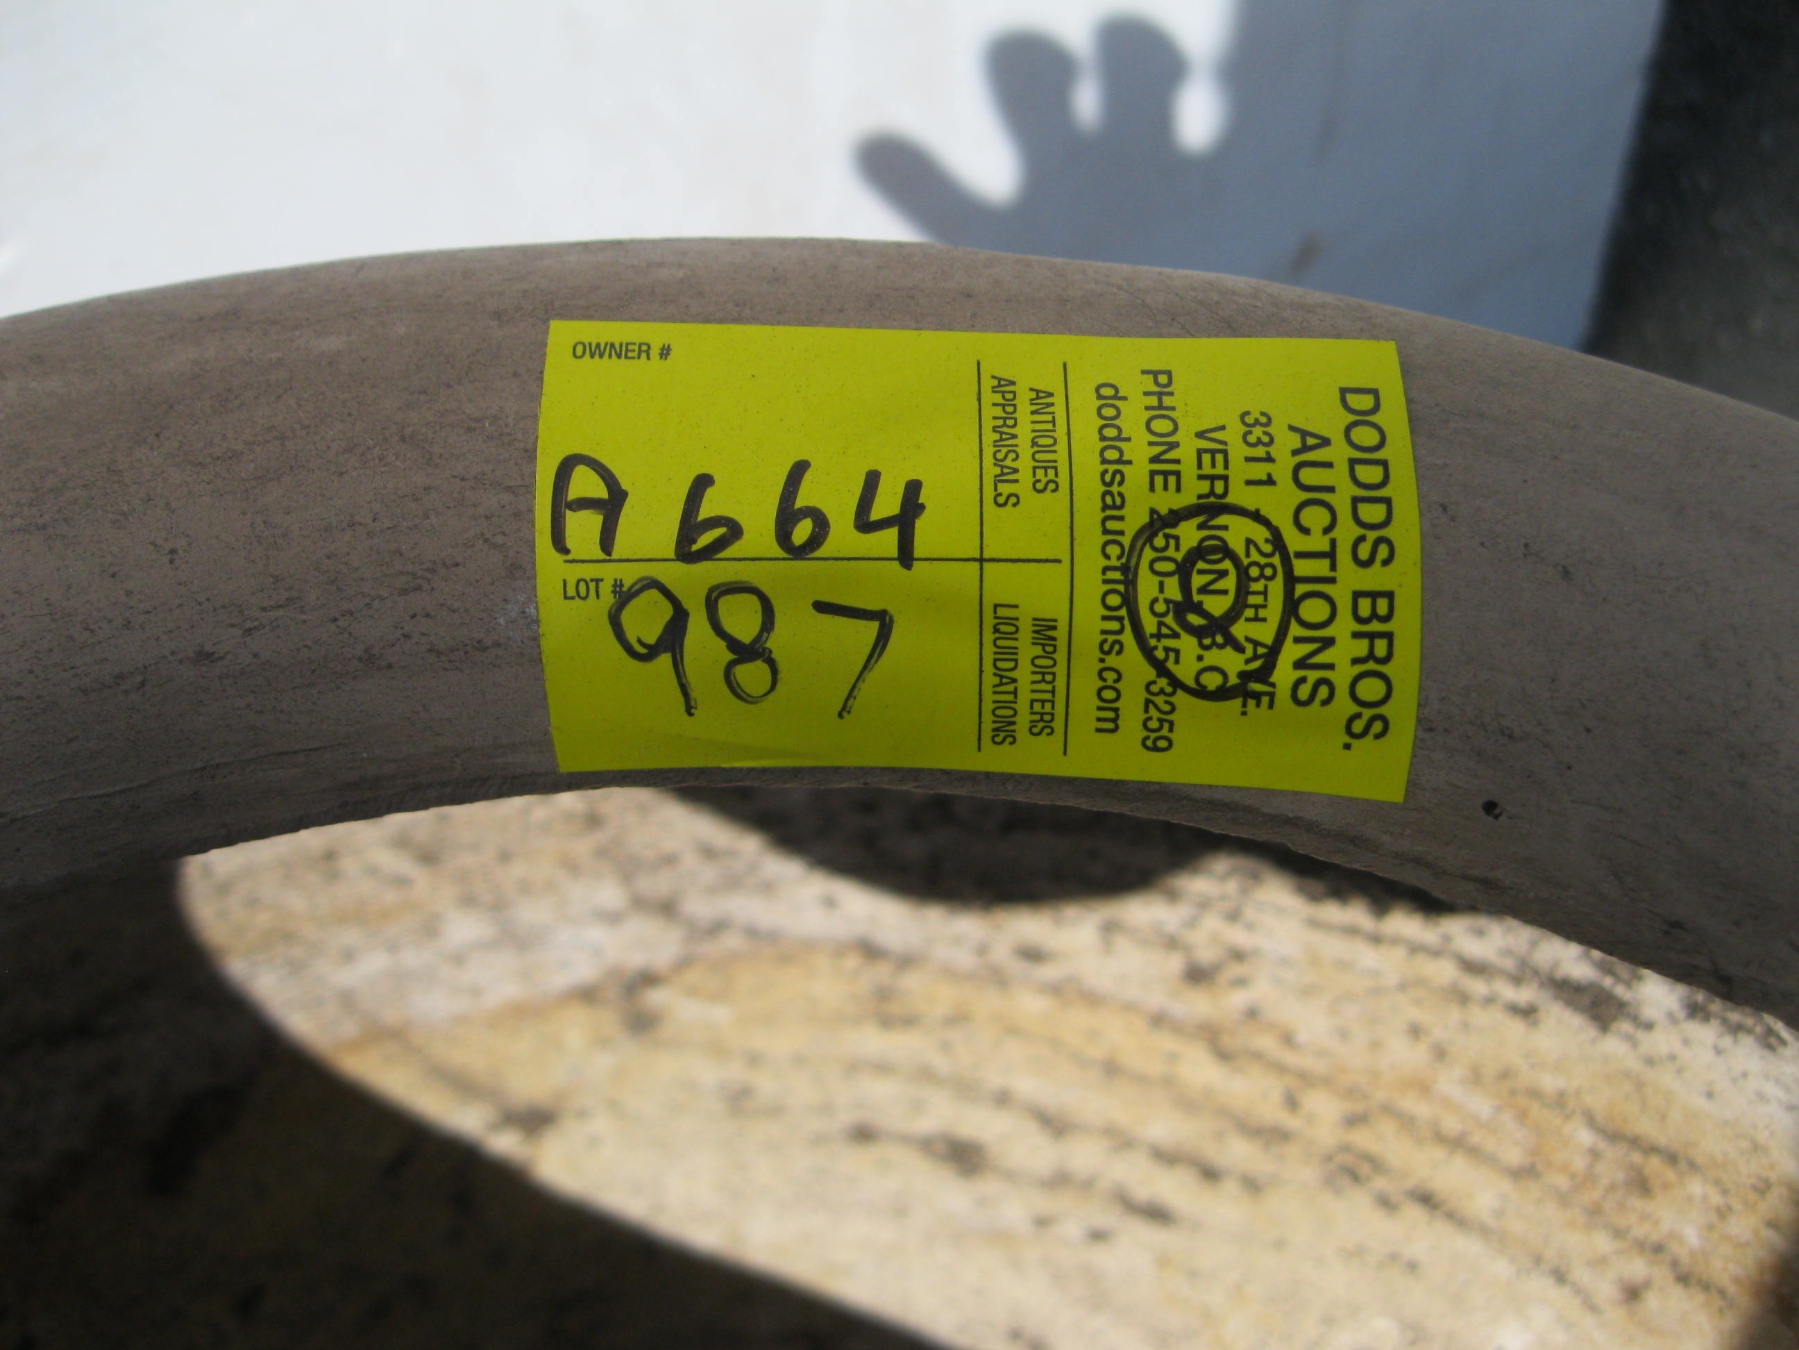 DODDS BROS.
AUCTIONS
3311 - 28TH AVE.
VERNON B.C.
PHONE 250-545-3259
doddsauctions.com
ANTIQUES
APPRAISALS
IMPORTERS
LIQUIDATIONS
OWNER #
A664
LOT #
987
8